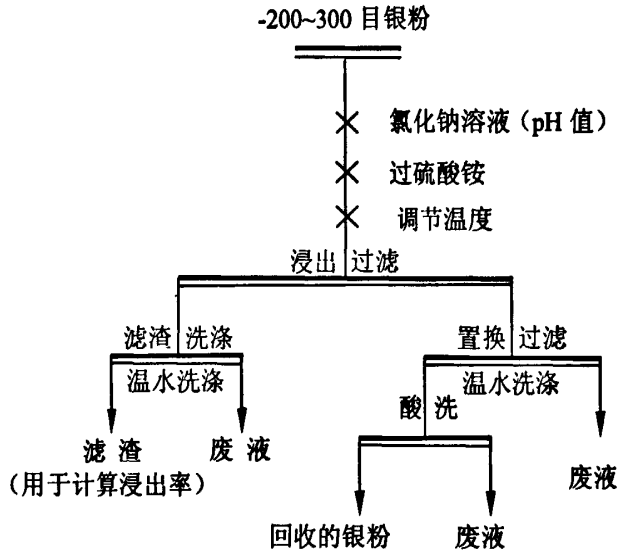 -200~300 目银粉
氯化钠溶液（pH 值）
过硫酸铵
调节温度
浸出 过滤
滤渣 洗涤
置换 过滤
温水洗涤
温水洗涤
酸 洗
滤 渣
废 液
（用于计算浸出率）
废液
回收的银粉
废液